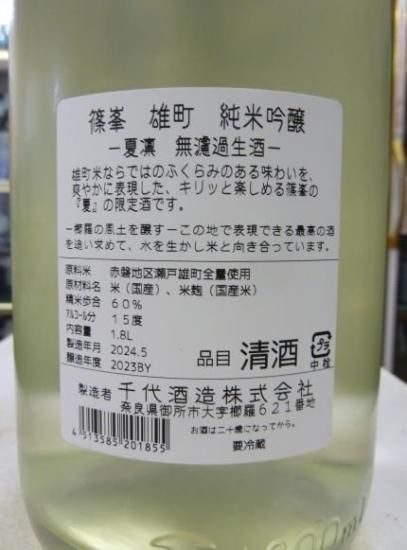 篠峯　雄町　純米吟醸
ー夏凛　無濾過生酒ー
雄町米ならではのふくらみのある味わいを、
爽やかに表現した、キリッと楽しめる篠峯の
『夏』の限定酒です。
ー櫛羅の風土を醸すーこの地で表現できる最高の酒
を追い求めて、水を生かし米と向き合っています。
原料米　赤磐地区瀬戸雄町全量使用
原材料名　米（国産）、米麹（国産米）
精米歩合　６０％
アルコール分　１５度
内容量　1.8L
製造年月　2024.5
醸造年度　2023BY
品目 清酒
プラ
中栓
製造者 千代酒造株式会社
奈良県御所市大字櫛羅６２１番地
お酒は二十歳になってから。
要冷蔵
4513585201855